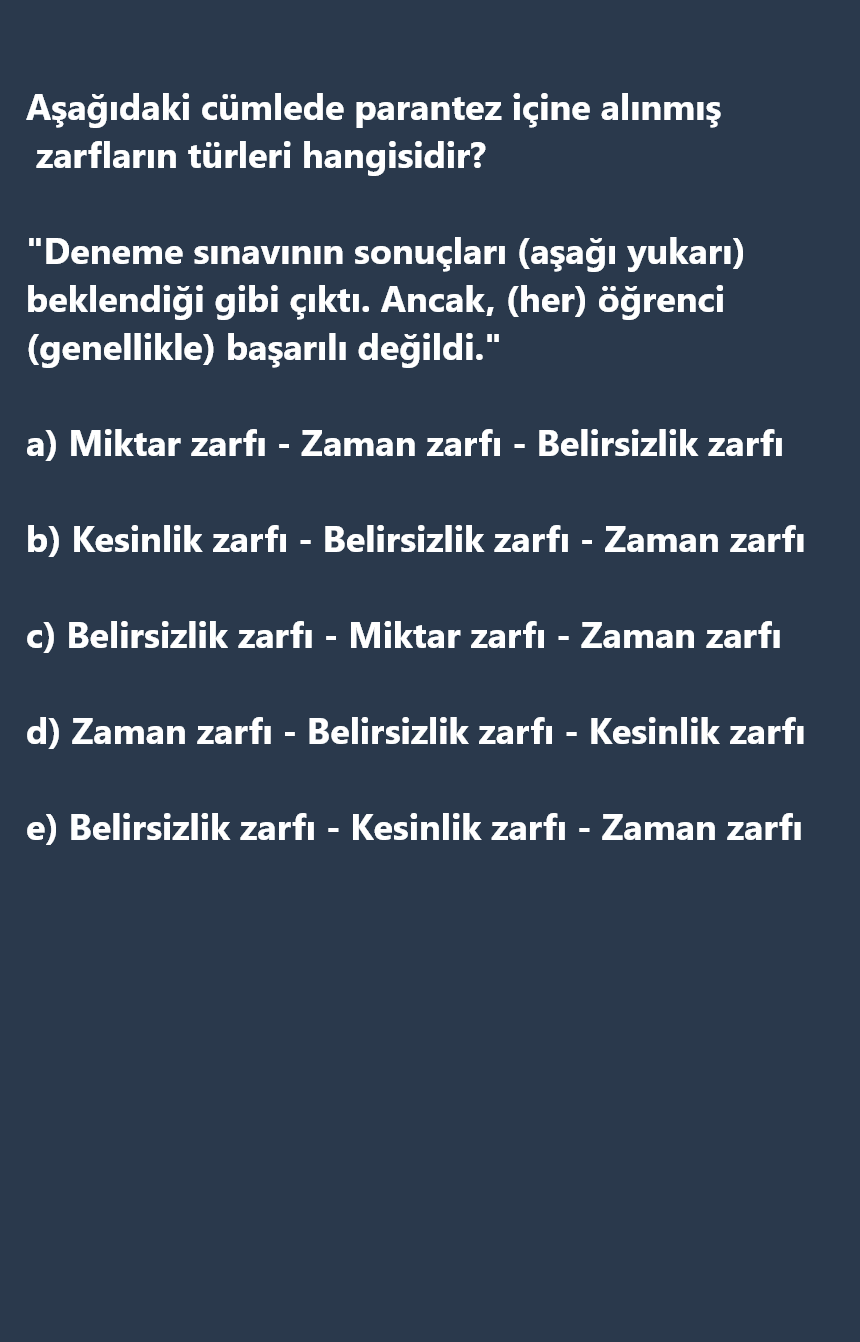 Aşağıdaki cümlede parantez içine alınmış
zarfların türleri hangisidir?
"Deneme sınavının sonuçları (aşağı yukarı)
beklendiği gibi çıktı. Ancak, (her) öğrenci
(genellikle) başarılı değildi."
a) Miktar zarfı - Zaman zarfı - Belirsizlik zarfı
b) Kesinlik zarfı - Belirsizlik zarfı - Zaman zarfı
c) Belirsizlik zarfı - Miktar zarfı - Zaman zarfı
d) Zaman zarfı - Belirsizlik zarfı - Kesinlik zarfı
e) Belirsizlik zarfı - Kesinlik zarfı - Zaman zarfı